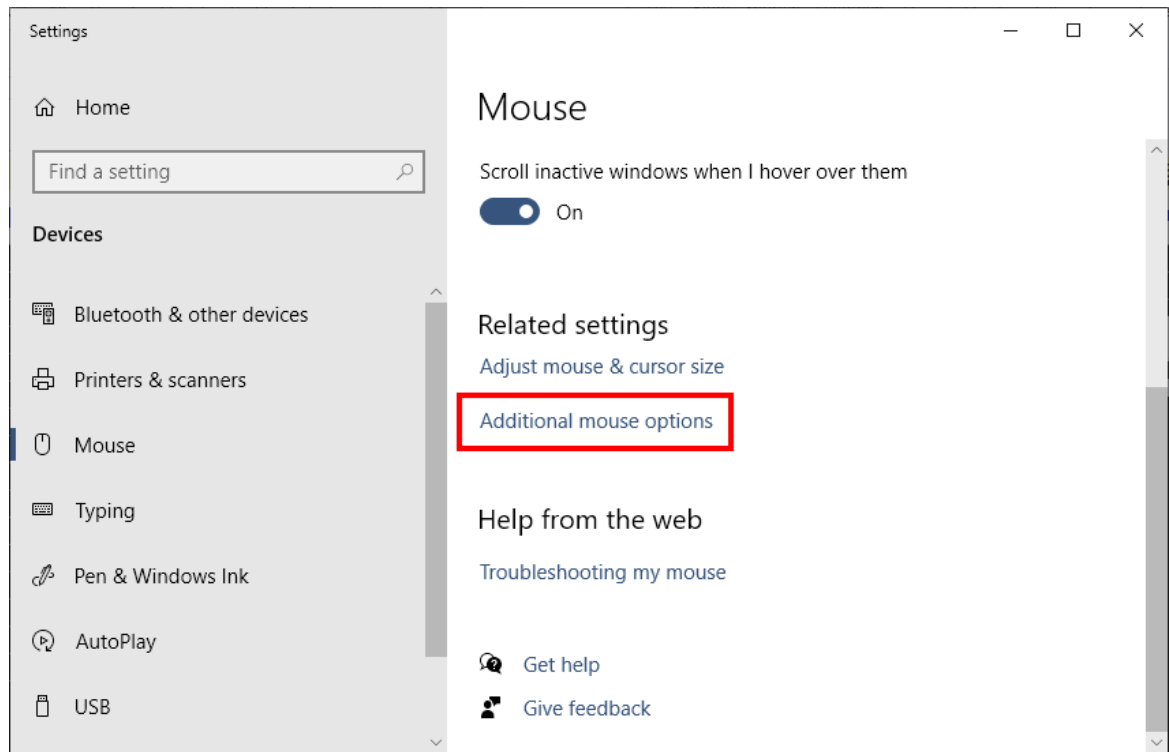 Settings
Home
Find a setting
Devices
Bluetooth & other devices
Printers & scanners
Mouse
Typing
Pen & Windows Ink
AutoPlay
USB
Mouse
Scroll inactive windows when I hover over them
On
Related settings
Adjust mouse & cursor size
Additional mouse options
Help from the web
Troubleshooting my mouse
Get help
Give feedback